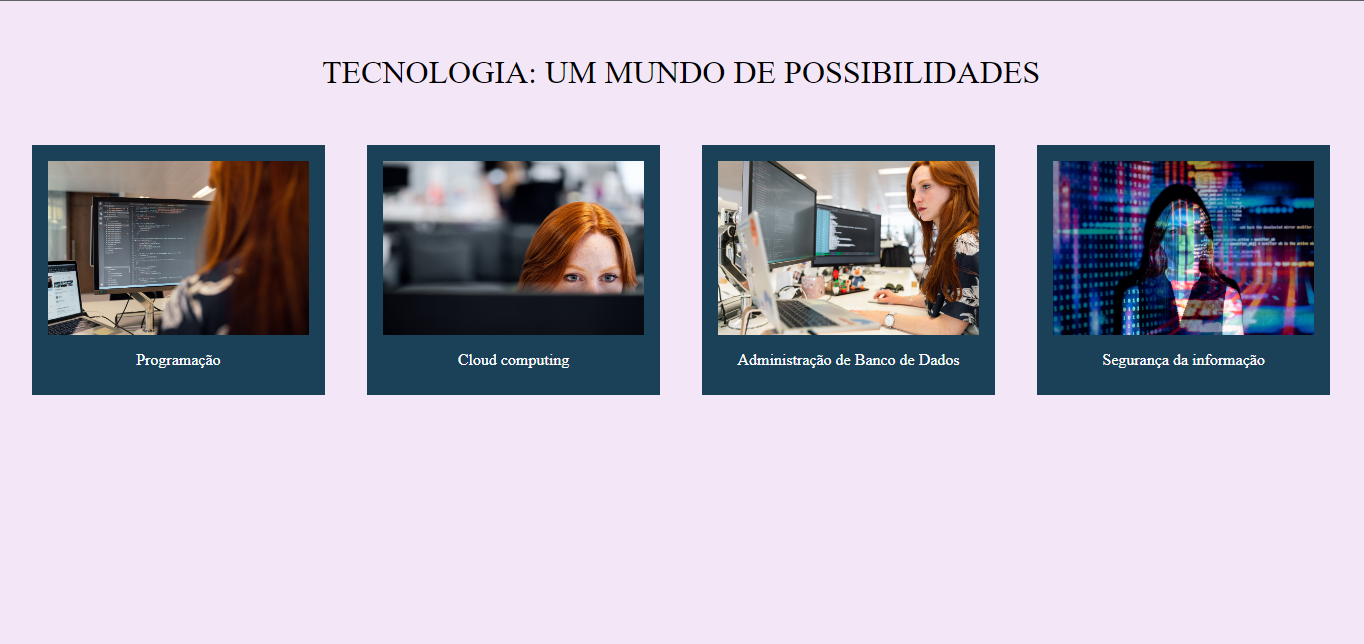 TECNOLOGIA: UM MUNDO DE POSSIBILIDADES
Programação
Cloud computing
Administração de Banco de Dados
Segurança da informação